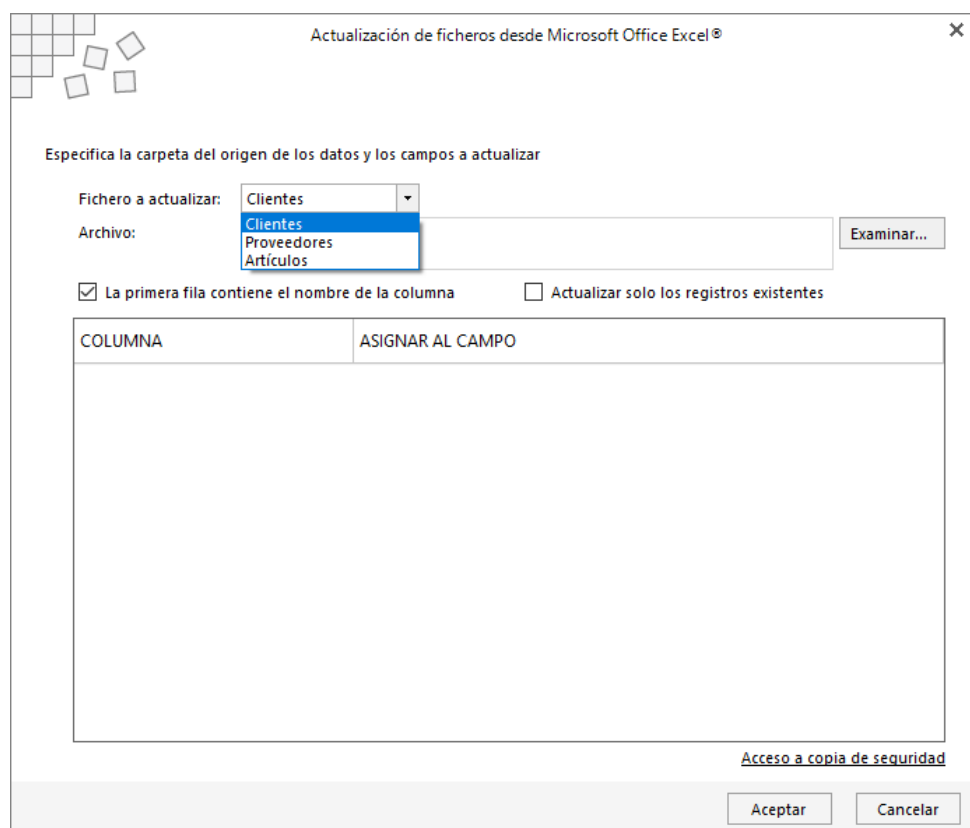 Actualización de ficheros desde Microsoft Office Excel®
Especifica la carpeta del origen de los datos y los campos a actualizar
Fichero a actualizar: Clientes
Clientes
Proveedores
Artículos
Archivo:
Examinar...
La primera fila contiene el nombre de la columna
Actualizar solo los registros existentes
COLUMNA
ASIGNAR AL CAMPO
Acceso a copia de seguridad
Aceptar
Cancelar